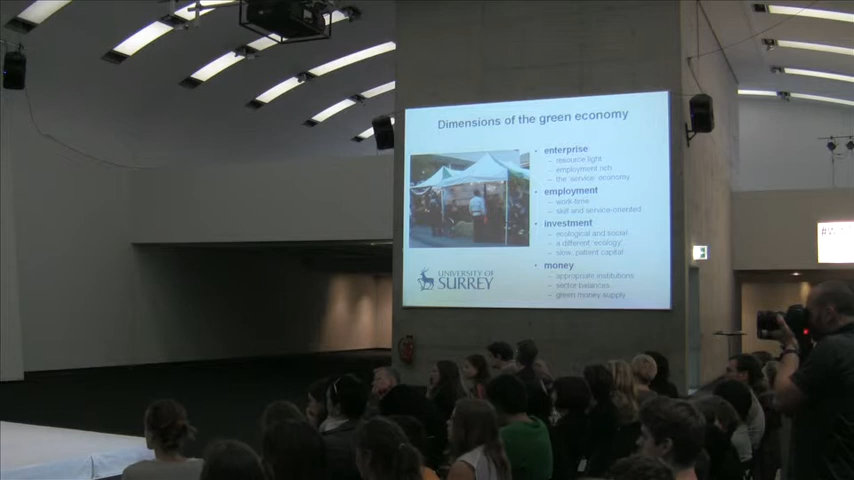 Dimensions of the green economy
• enterprise
– resource light
– employment rich
– the 'service' economy
• employment
– work-time
– skill and service-oriented
• investment
– ecological and social
– a different 'ecology'
– slow, patient capital
• money
– appropriate institutions
– sector balances
– green money supply
UNIVERSITY OF
SURREY